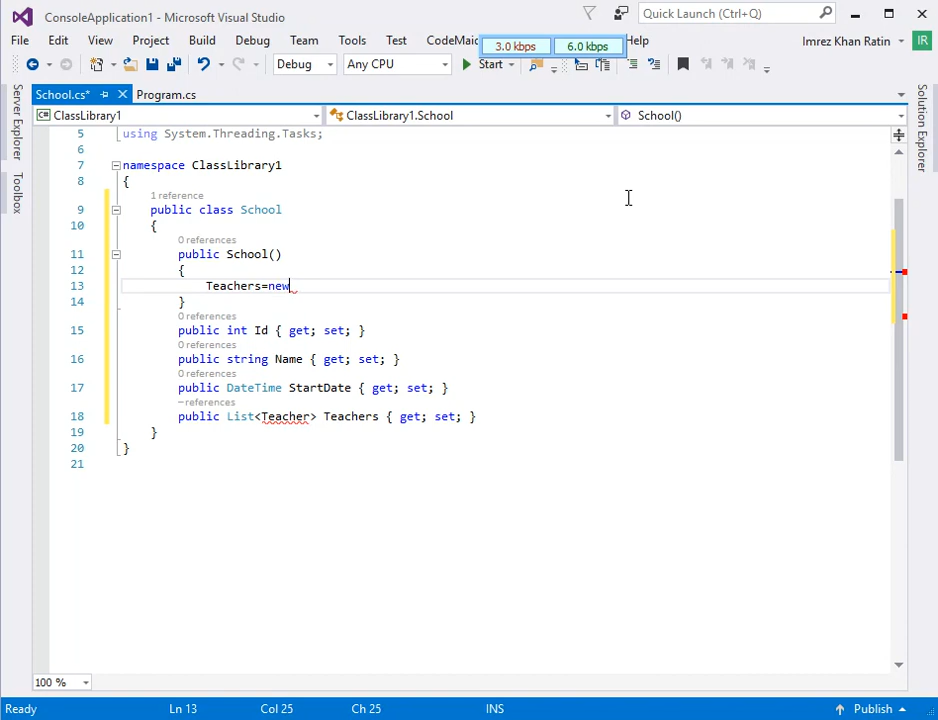 ConsoleApplication1 - Microsoft Visual Studio
Quick Launch (Ctrl+Q)
File Edit View Project Build Debug Team Tools Test CodeMaid Help
3.0 kbps 6.0 kbps
Imrez Khan Ratin IR
Debug Any CPU Start
School.cs* Program.cs
ClassLibrary1 ClassLibrary1.School School()
Server Explorer
Toolbox
Solution Explorer
5 using System.Threading.Tasks;
6
7 namespace ClassLibrary1
8 {
1 reference
9 public class School
10 {
0 references
11 public School()
12 {
13 Teachers=new
14 }
0 references
15 public int Id { get; set; }
0 references
16 public string Name { get; set; }
0 references
17 public DateTime StartDate { get; set; }
– references
18 public List<Teacher> Teachers { get; set; }
19 }
20 }
21
100 %
Ready Ln 13 Col 25 Ch 25 INS Publish